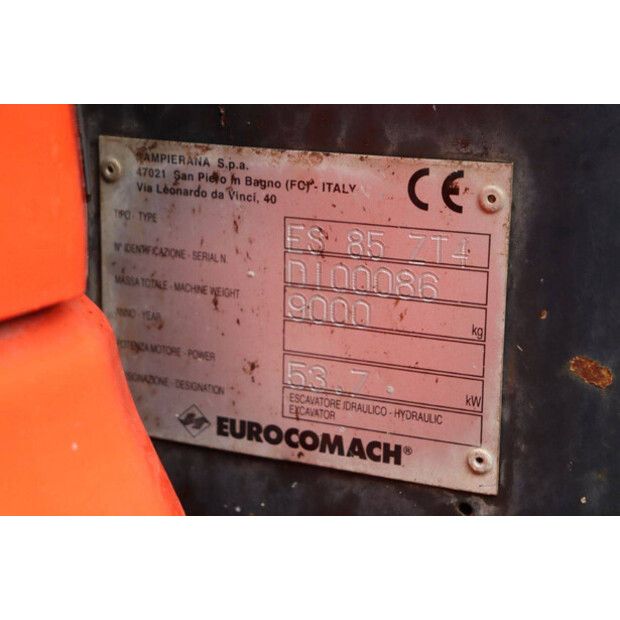 SAMPIERANA S.p.a.
47021 San Piero in Bagno (FC) - ITALY
Via Leonardo da Vinci, 40
CE
TIPO - TYPE ES 85 ZT4
N° IDENTIFICAZIONE - SERIAL N. D100086
MASSA TOTALE - MACHINE WEIGHT 9000 kg
ANNO - YEAR
POTENZA MOTORE - POWER 53.7. kW
DESIGNAZIONE - DESIGNATION ESCAVATORE IDRAULICO - HYDRAULIC
EXCAVATOR
EUROCOMACH®